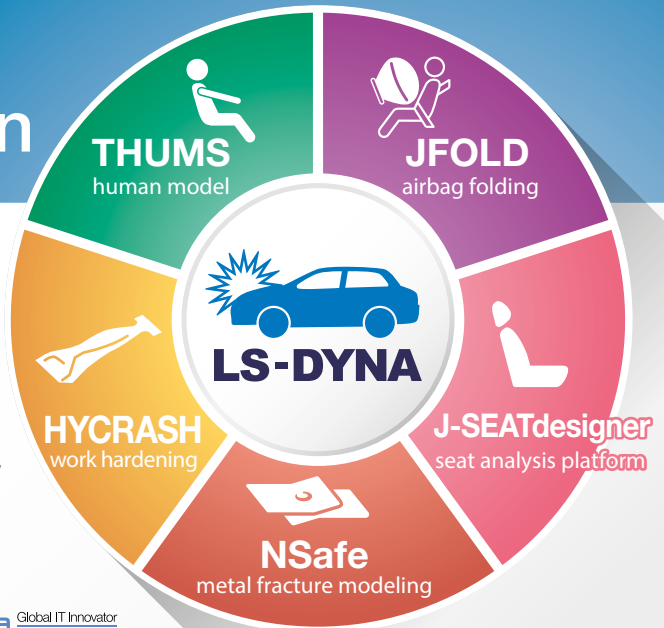 n
THUMS
human model
JFOLD
airbag folding
LS-DYNA
HYCRASH
work hardening
J-SEATdesigner
seat analysis platform
NSafe
metal fracture modeling
a Global IT Innovator